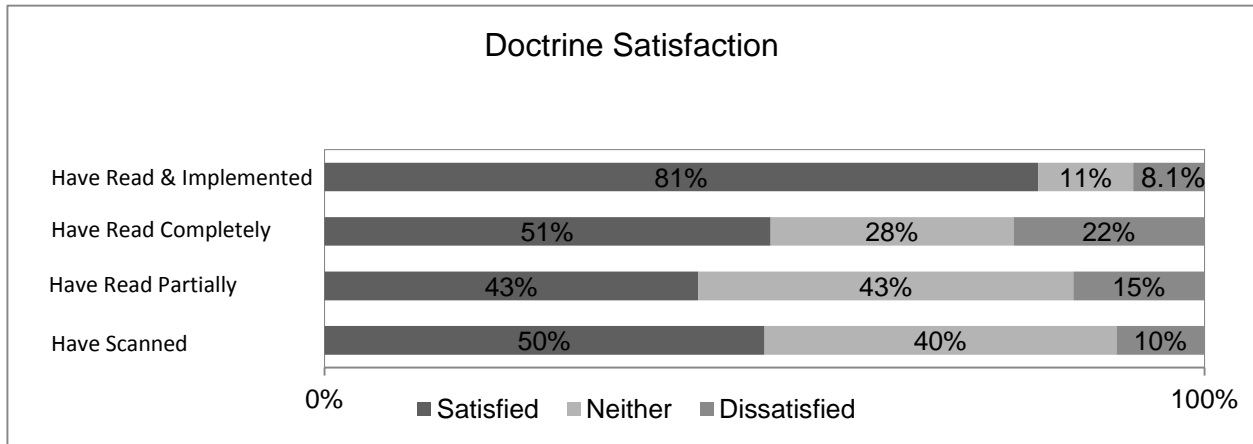 Doctrine Satisfaction
Have Read & Implemented 81% 11% 8.1%
Have Read Completely 51% 28% 22%
Have Read Partially 43% 43% 15%
Have Scanned 50% 40% 10%
0% 100%
Satisfied Neither Dissatisfied